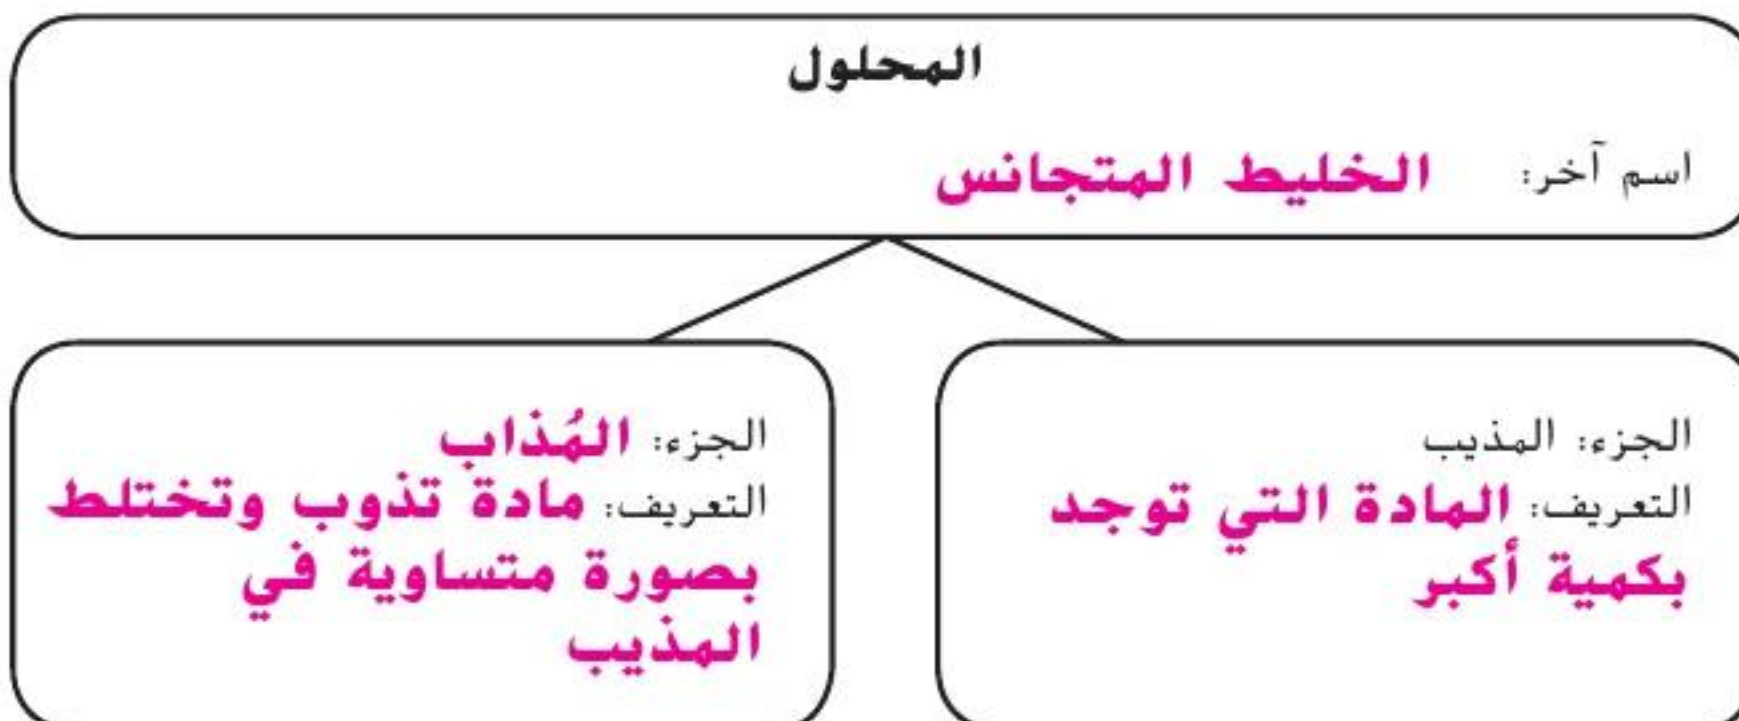 المحلول
اسم آخر: الخليط المتجانس
الجزء: المذيب
التعريف: المادة التي توجد
بكمية أكبر
الجزء: المُذاب
التعريف: مادة تذوب وتختلط
بصورة متساوية في
المذيب